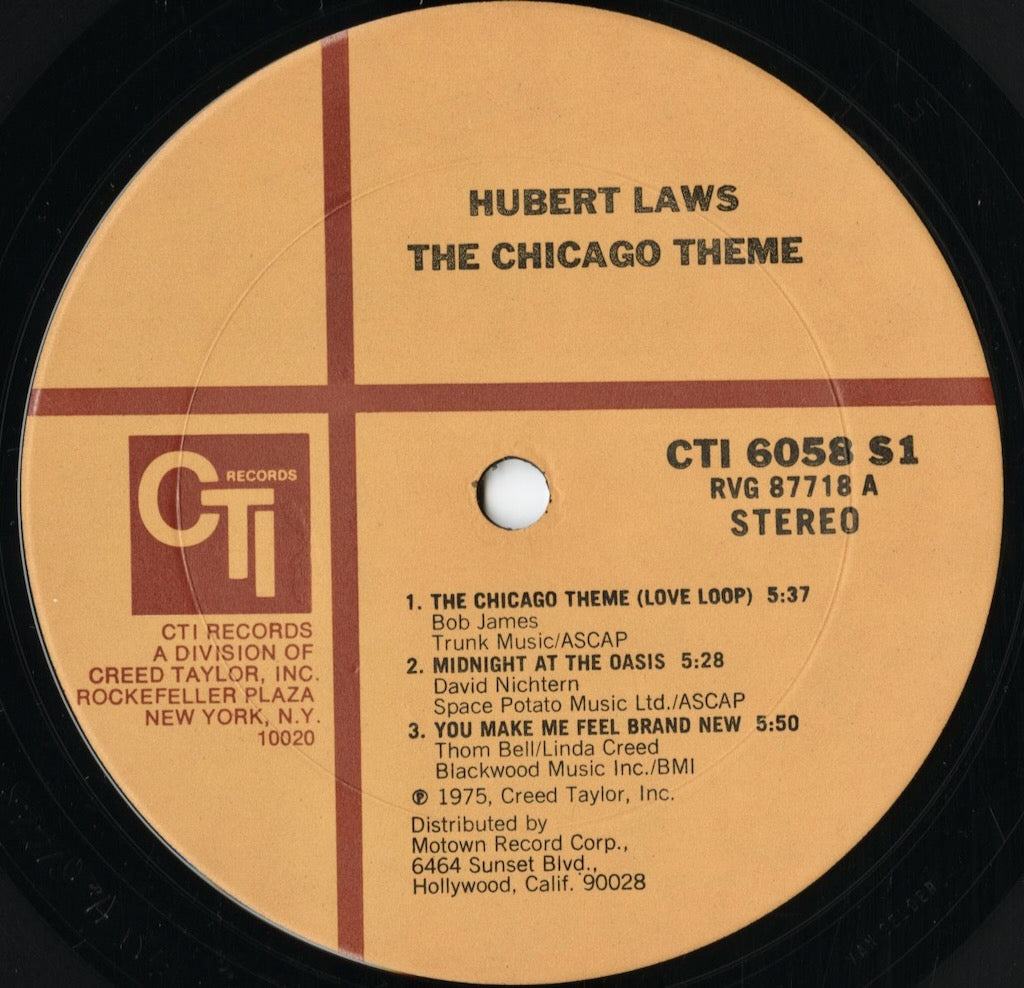 HUBERT LAWS
THE CHICAGO THEME
CTI 6058 S1
RVG 87718 A
STEREO
CTI RECORDS
CTI RECORDS
A DIVISION OF
CREED TAYLOR, INC.
ROCKEFELLER PLAZA
NEW YORK, N.Y.
10020
1. THE CHICAGO THEME (LOVE LOOP) 5:37
Bob James
Trunk Music/ASCAP
2. MIDNIGHT AT THE OASIS 5:28
David Nichtern
Space Potato Music Ltd./ASCAP
3. YOU MAKE ME FEEL BRAND NEW 5:50
Thom Bell/Linda Creed
Blackwood Music Inc./BMI
℗ 1975, Creed Taylor, Inc.
Distributed by
Motown Record Corp.,
6464 Sunset Blvd.,
Hollywood, Calif. 90028